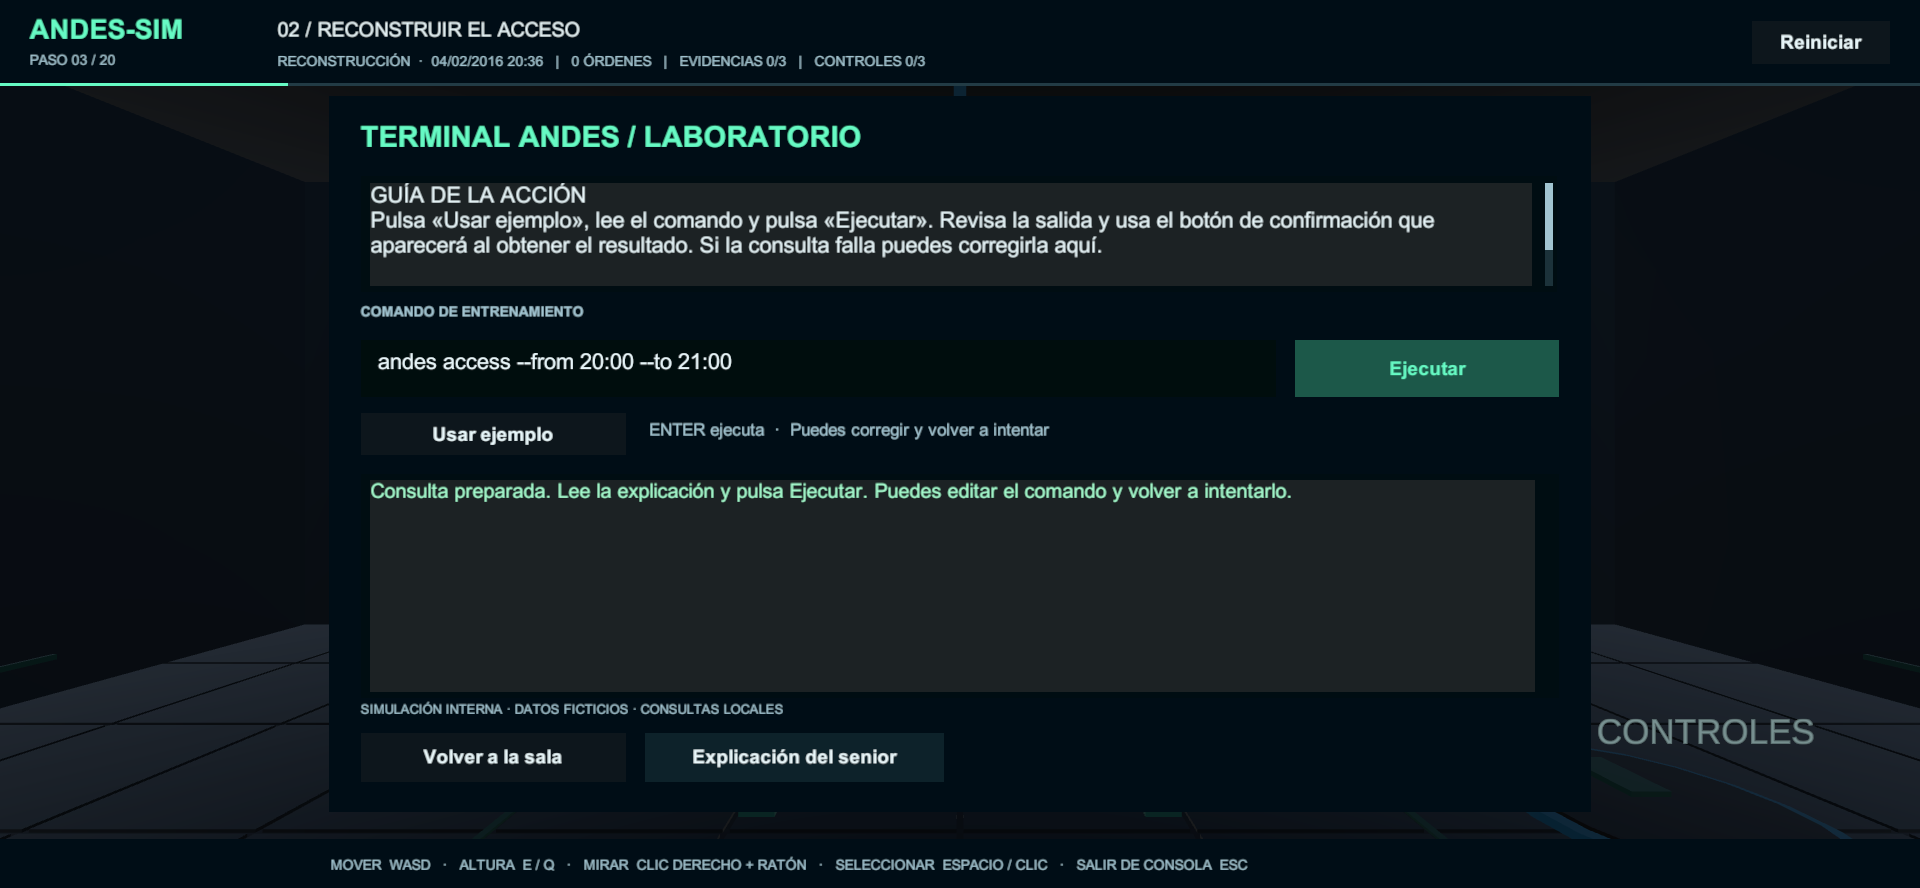 ANDES-SIM
PASO 03 / 20
02 / RECONSTRUIR EL ACCESO
RECONSTRUCCIÓN · 04/02/2016 20:36 | 0 ÓRDENES | EVIDENCIAS 0/3 | CONTROLES 0/3
Reiniciar
TERMINAL ANDES / LABORATORIO
GUÍA DE LA ACCIÓN
Pulsa «Usar ejemplo», lee el comando y pulsa «Ejecutar». Revisa la salida y usa el botón de confirmación que
aparecerá al obtener el resultado. Si la consulta falla puedes corregirla aquí.
COMANDO DE ENTRENAMIENTO
andes access --from 20:00 --to 21:00
Ejecutar
Usar ejemplo
ENTER ejecuta · Puedes corregir y volver a intentar
Consulta preparada. Lee la explicación y pulsa Ejecutar. Puedes editar el comando y volver a intentarlo.
SIMULACIÓN INTERNA · DATOS FICTICIOS · CONSULTAS LOCALES
CONTROLES
Volver a la sala
Explicación del senior
MOVER WASD · ALTURA E / Q · MIRAR CLIC DERECHO + RATÓN · SELECCIONAR ESPACIO / CLIC · SALIR DE CONSOLA ESC